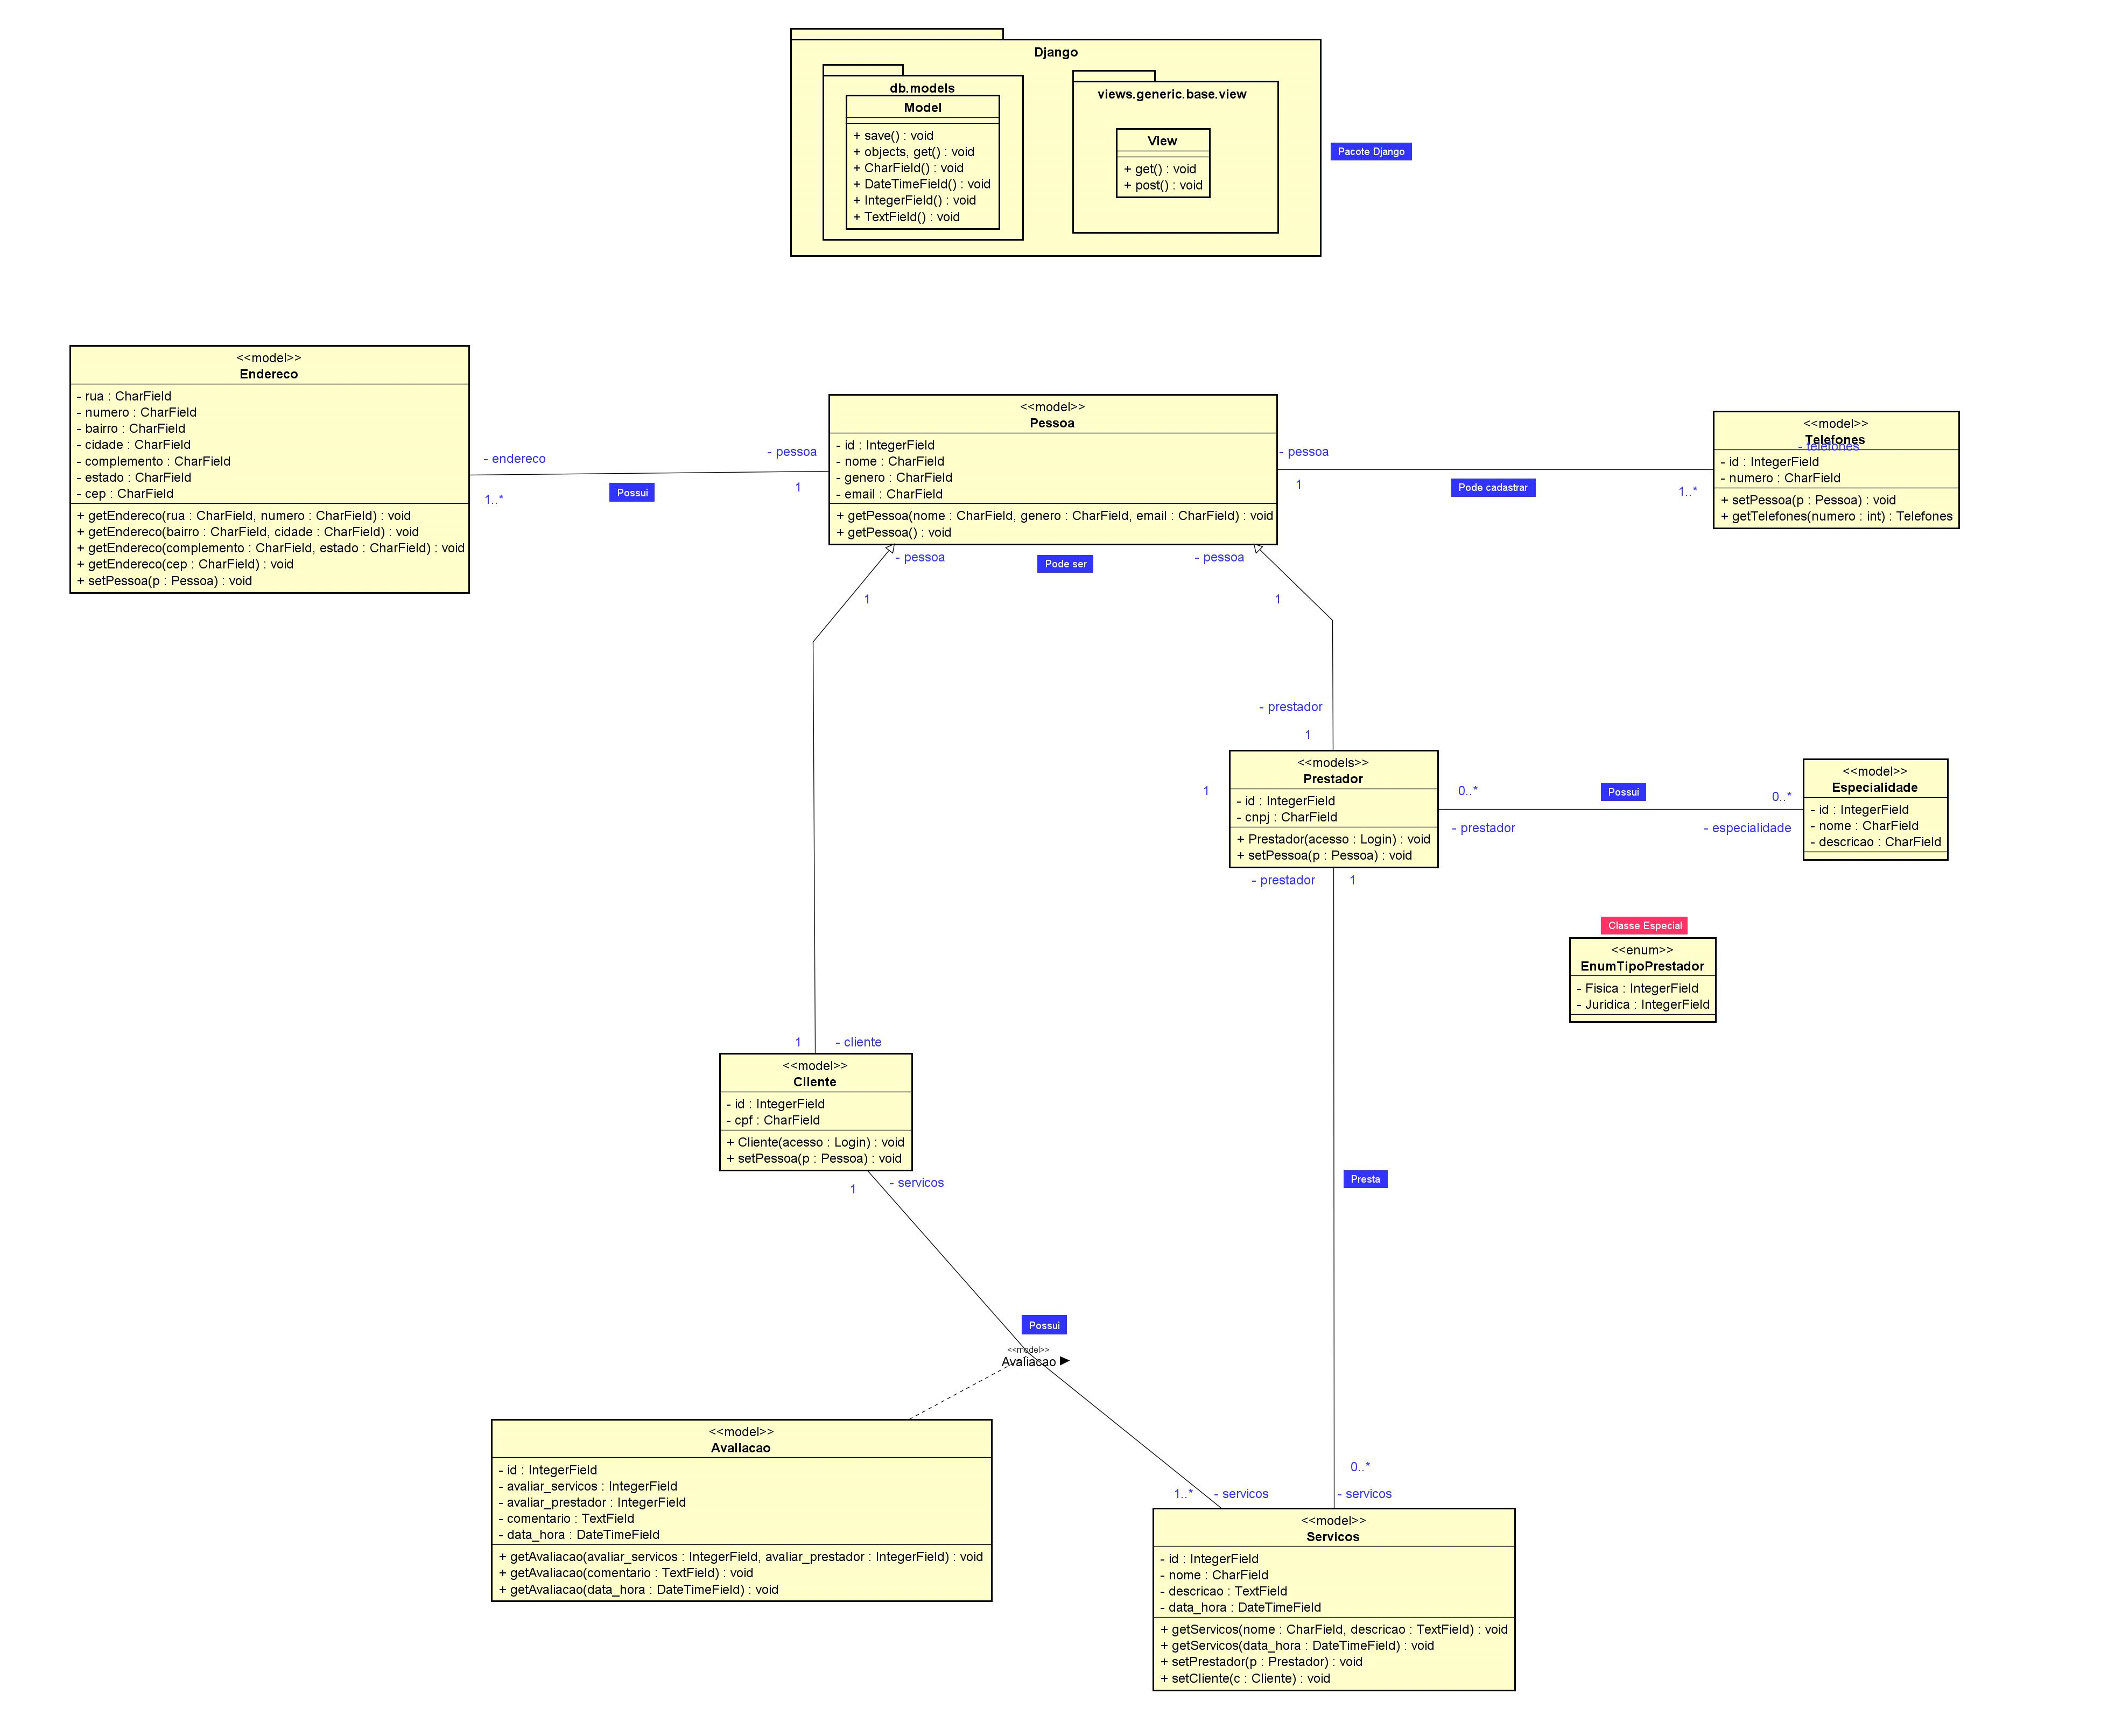 Django
db.models
Model
+ save() : void
+ objects, get() : void
+ CharField() : void
+ DateTimeField() : void
+ IntegerField() : void
+ TextField() : void
views.generic.base.view
View
+ get() : void
+ post() : void
Pacote Django
<<model>>
Endereco
- rua : CharField
- numero : CharField
- bairro : CharField
- cidade : CharField
- complemento : CharField
- estado : CharField
- cep : CharField
+ getEndereco(rua : CharField, numero : CharField) : void
+ getEndereco(bairro : CharField, cidade : CharField) : void
+ getEndereco(complemento : CharField, estado : CharField) : void
+ getEndereco(cep : CharField) : void
+ setPessoa(p : Pessoa) : void
- endereco
1..*
Possui
- pessoa
1
<<model>>
Pessoa
- id : IntegerField
- nome : CharField
- genero : CharField
- email : CharField
+ getPessoa(nome : CharField, genero : CharField, email : CharField) : void
+ getPessoa() : void
- pessoa
1
Pode cadastrar
1..*
<<model>>
Telefones
- telefones
- id : IntegerField
- numero : CharField
+ setPessoa(p : Pessoa) : void
+ getTelefones(numero : int) : Telefones
- pessoa
1
Pode ser
- pessoa
1
- prestador
1
1
<<models>>
Prestador
- id : IntegerField
- cnpj : CharField
+ Prestador(acesso : Login) : void
+ setPessoa(p : Pessoa) : void
0..*
- prestador
Possui
0..*
- especialidade
<<model>>
Especialidade
- id : IntegerField
- nome : CharField
- descricao : CharField
- prestador
1
Classe Especial
<<enum>>
EnumTipoPrestador
- Fisica : IntegerField
- Juridica : IntegerField
1
- cliente
<<model>>
Cliente
- id : IntegerField
- cpf : CharField
+ Cliente(acesso : Login) : void
+ setPessoa(p : Pessoa) : void
1
- servicos
Presta
Possui
<<model>>
Avaliacao
<<model>>
Avaliacao
- id : IntegerField
- avaliar_servicos : IntegerField
- avaliar_prestador : IntegerField
- comentario : TextField
- data_hora : DateTimeField
+ getAvaliacao(avaliar_servicos : IntegerField, avaliar_prestador : IntegerField) : void
+ getAvaliacao(comentario : TextField) : void
+ getAvaliacao(data_hora : DateTimeField) : void
0..*
1..*
- servicos
- servicos
<<model>>
Servicos
- id : IntegerField
- nome : CharField
- descricao : TextField
- data_hora : DateTimeField
+ getServicos(nome : CharField, descricao : TextField) : void
+ getServicos(data_hora : DateTimeField) : void
+ setPrestador(p : Prestador) : void
+ setCliente(c : Cliente) : void